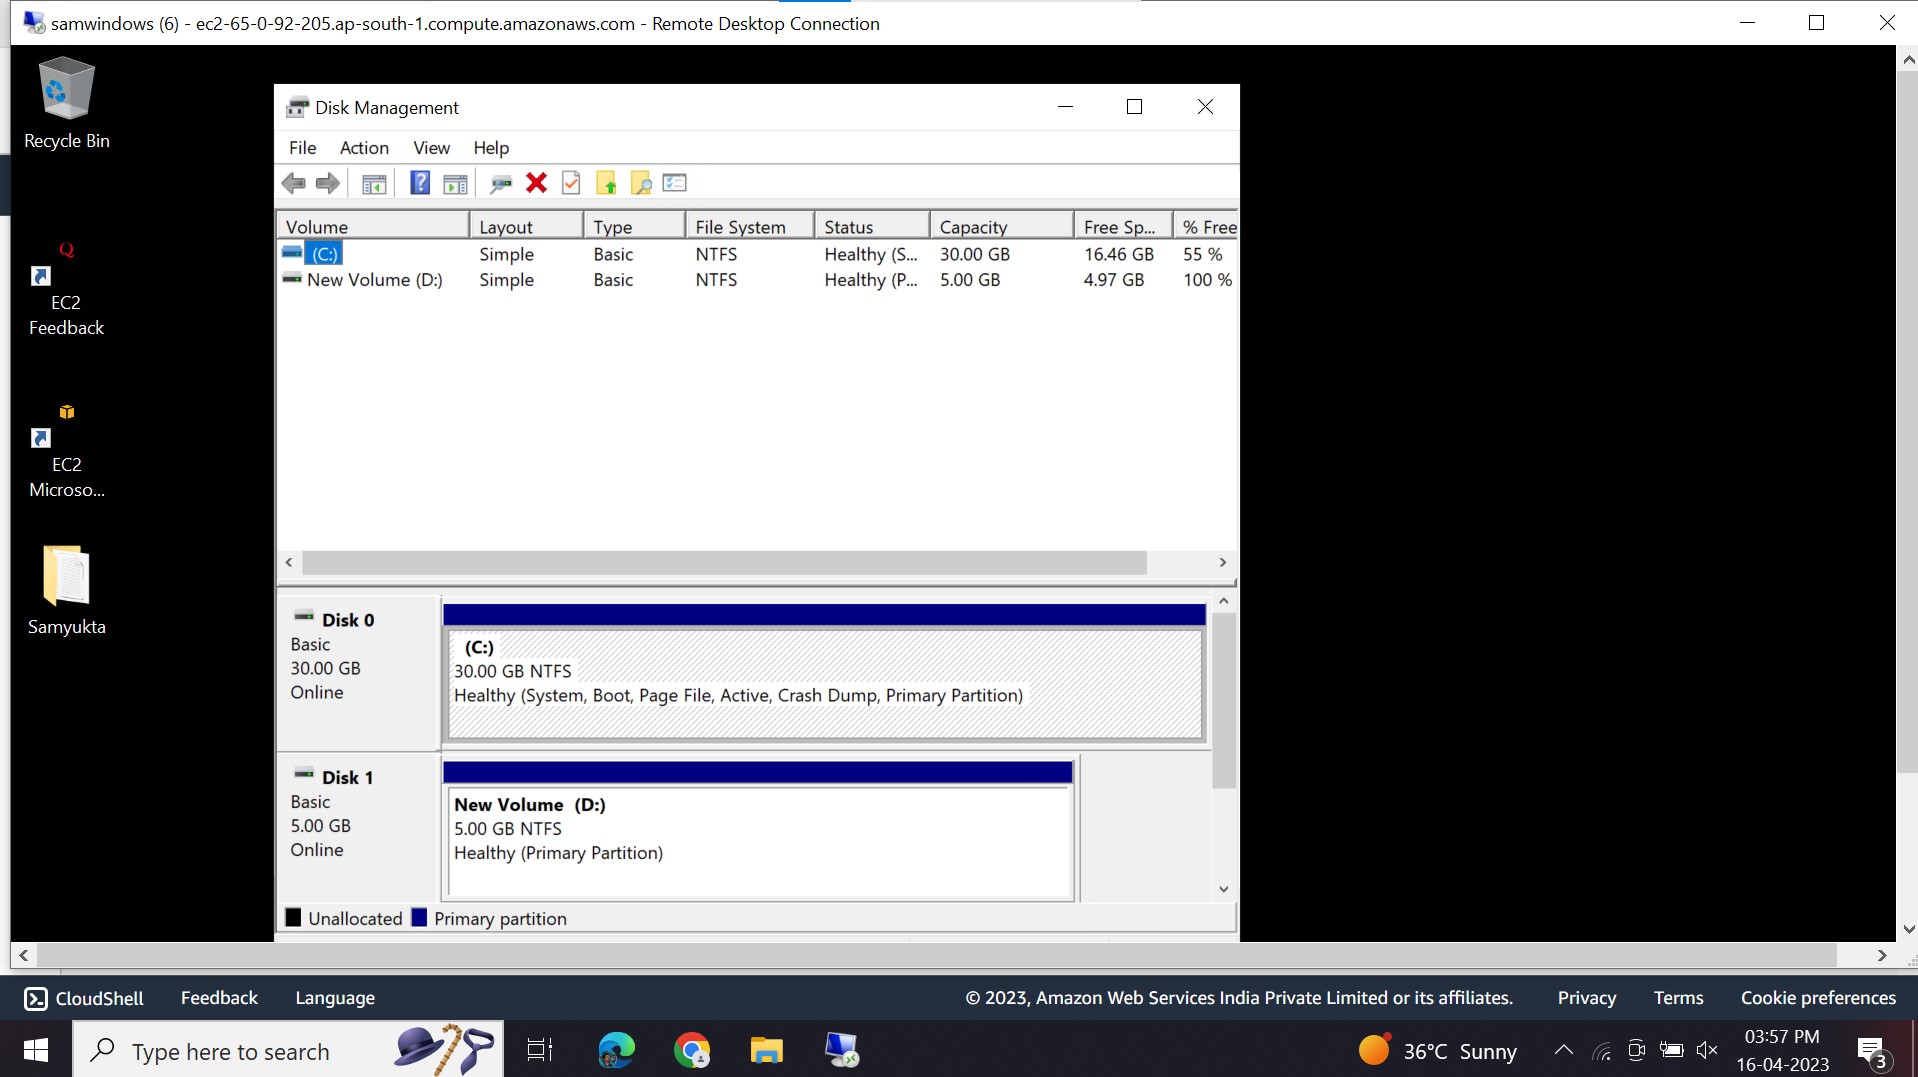 samwindows (6) - ec2-65-0-92-205.ap-south-1.compute.amazonaws.com - Remote Desktop Connection
Recycle Bin
EC2
Feedback
EC2
Microso...
Samyukta
Disk Management
File Action View Help
Volume Layout Type File System Status Capacity Free Sp... % Free
(C:) Simple Basic NTFS Healthy (S... 30.00 GB 16.46 GB 55 %
New Volume (D:) Simple Basic NTFS Healthy (P... 5.00 GB 4.97 GB 100 %
Disk 0
Basic
30.00 GB
Online
(C:)
30.00 GB NTFS
Healthy (System, Boot, Page File, Active, Crash Dump, Primary Partition)
Disk 1
Basic
5.00 GB
Online
New Volume (D:)
5.00 GB NTFS
Healthy (Primary Partition)
Unallocated Primary partition
CloudShell Feedback Language © 2023, Amazon Web Services India Private Limited or its affiliates. Privacy Terms Cookie preferences
Type here to search
36°C Sunny
03:57 PM
16-04-2023
3